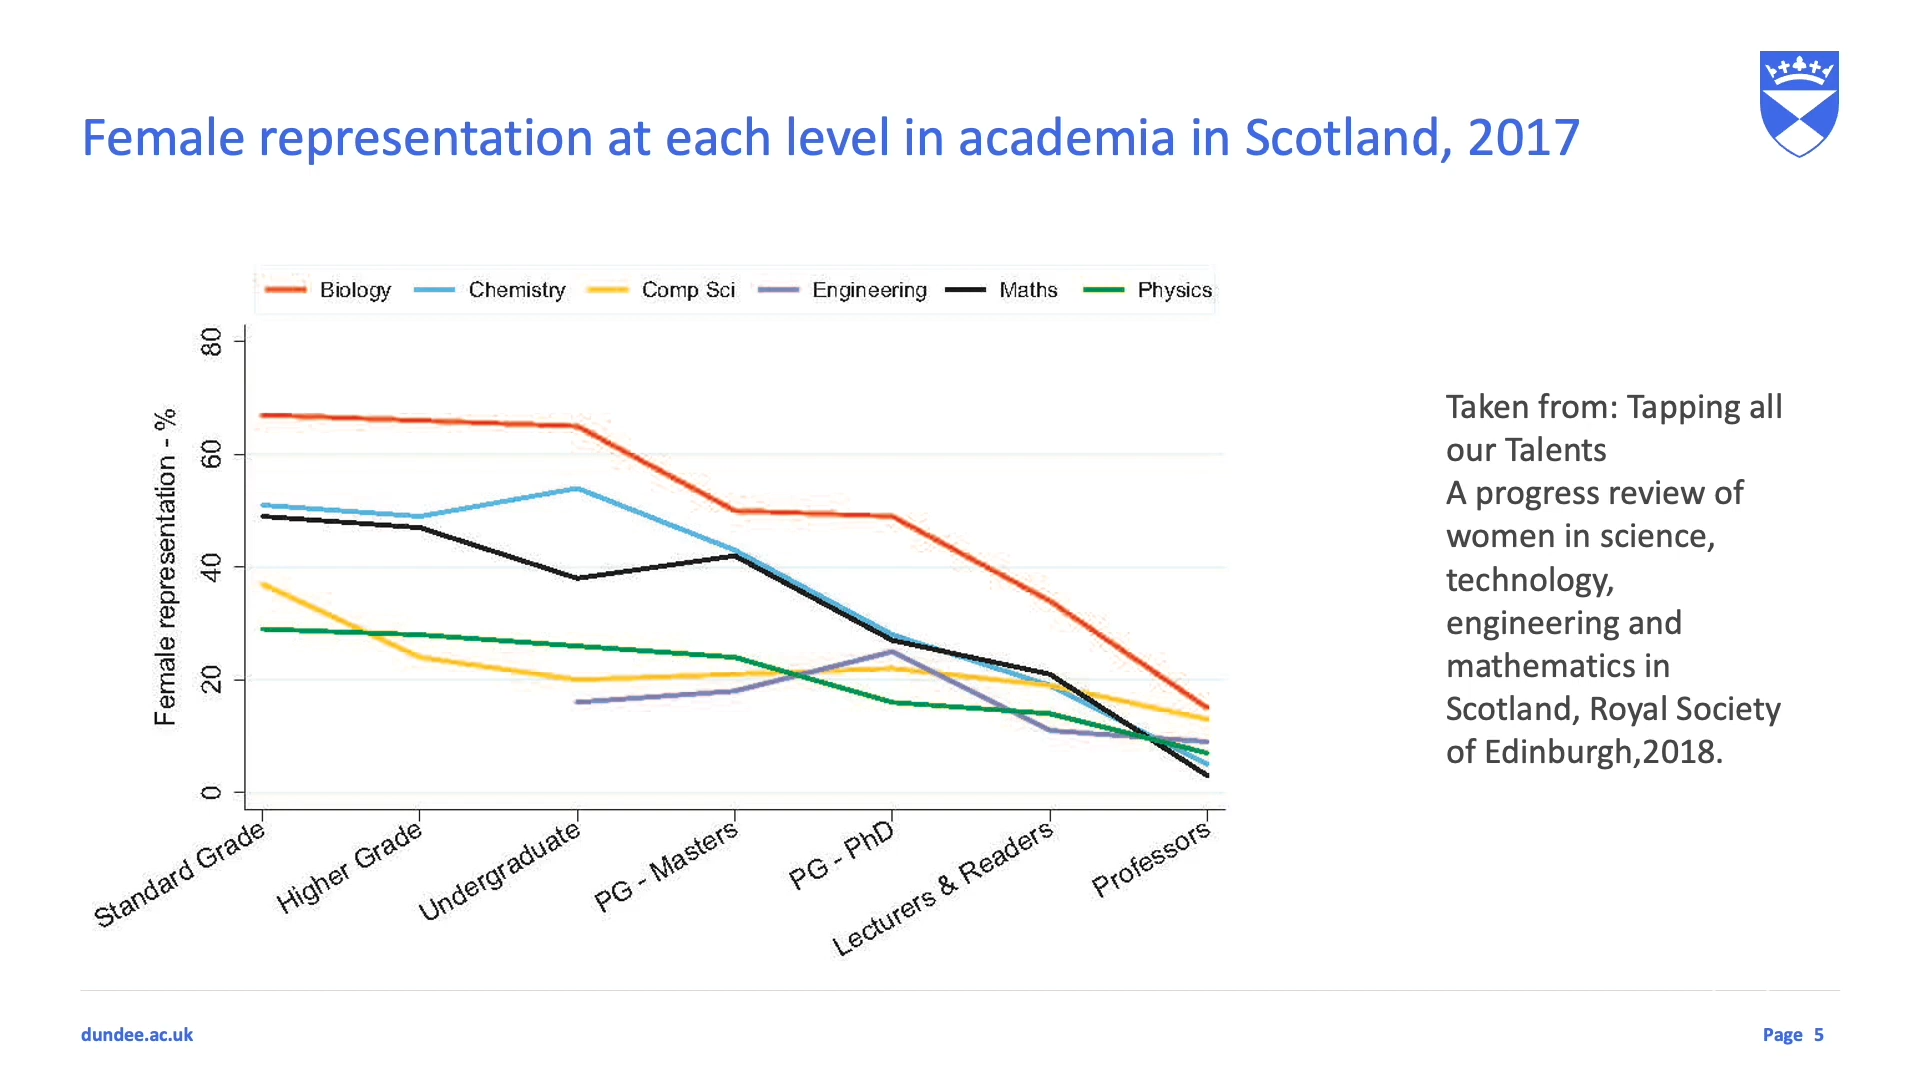 Female representation at each level in academia in Scotland, 2017
Biology Chemistry Comp Sci Engineering Maths Physics
Female representation - %
80
60
40
20
0
Standard Grade
Higher Grade
Undergraduate
PG - Masters
PG - PhD
Lecturers & Readers
Professors
Taken from: Tapping all
our Talents
A progress review of
women in science,
technology,
engineering and
mathematics in
Scotland, Royal Society
of Edinburgh,2018.
dundee.ac.uk
Page 5